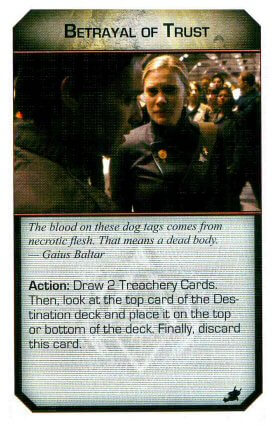 BETRAYAL OF TRUST
The blood on these dog tags comes from
necrotic flesh. That means a dead body.
— Gaius Baltar
Action: Draw 2 Treachery Cards.
Then, look at the top card of the Des-
tination deck and place it on the top
or bottom of the deck. Finally, discard
this card.